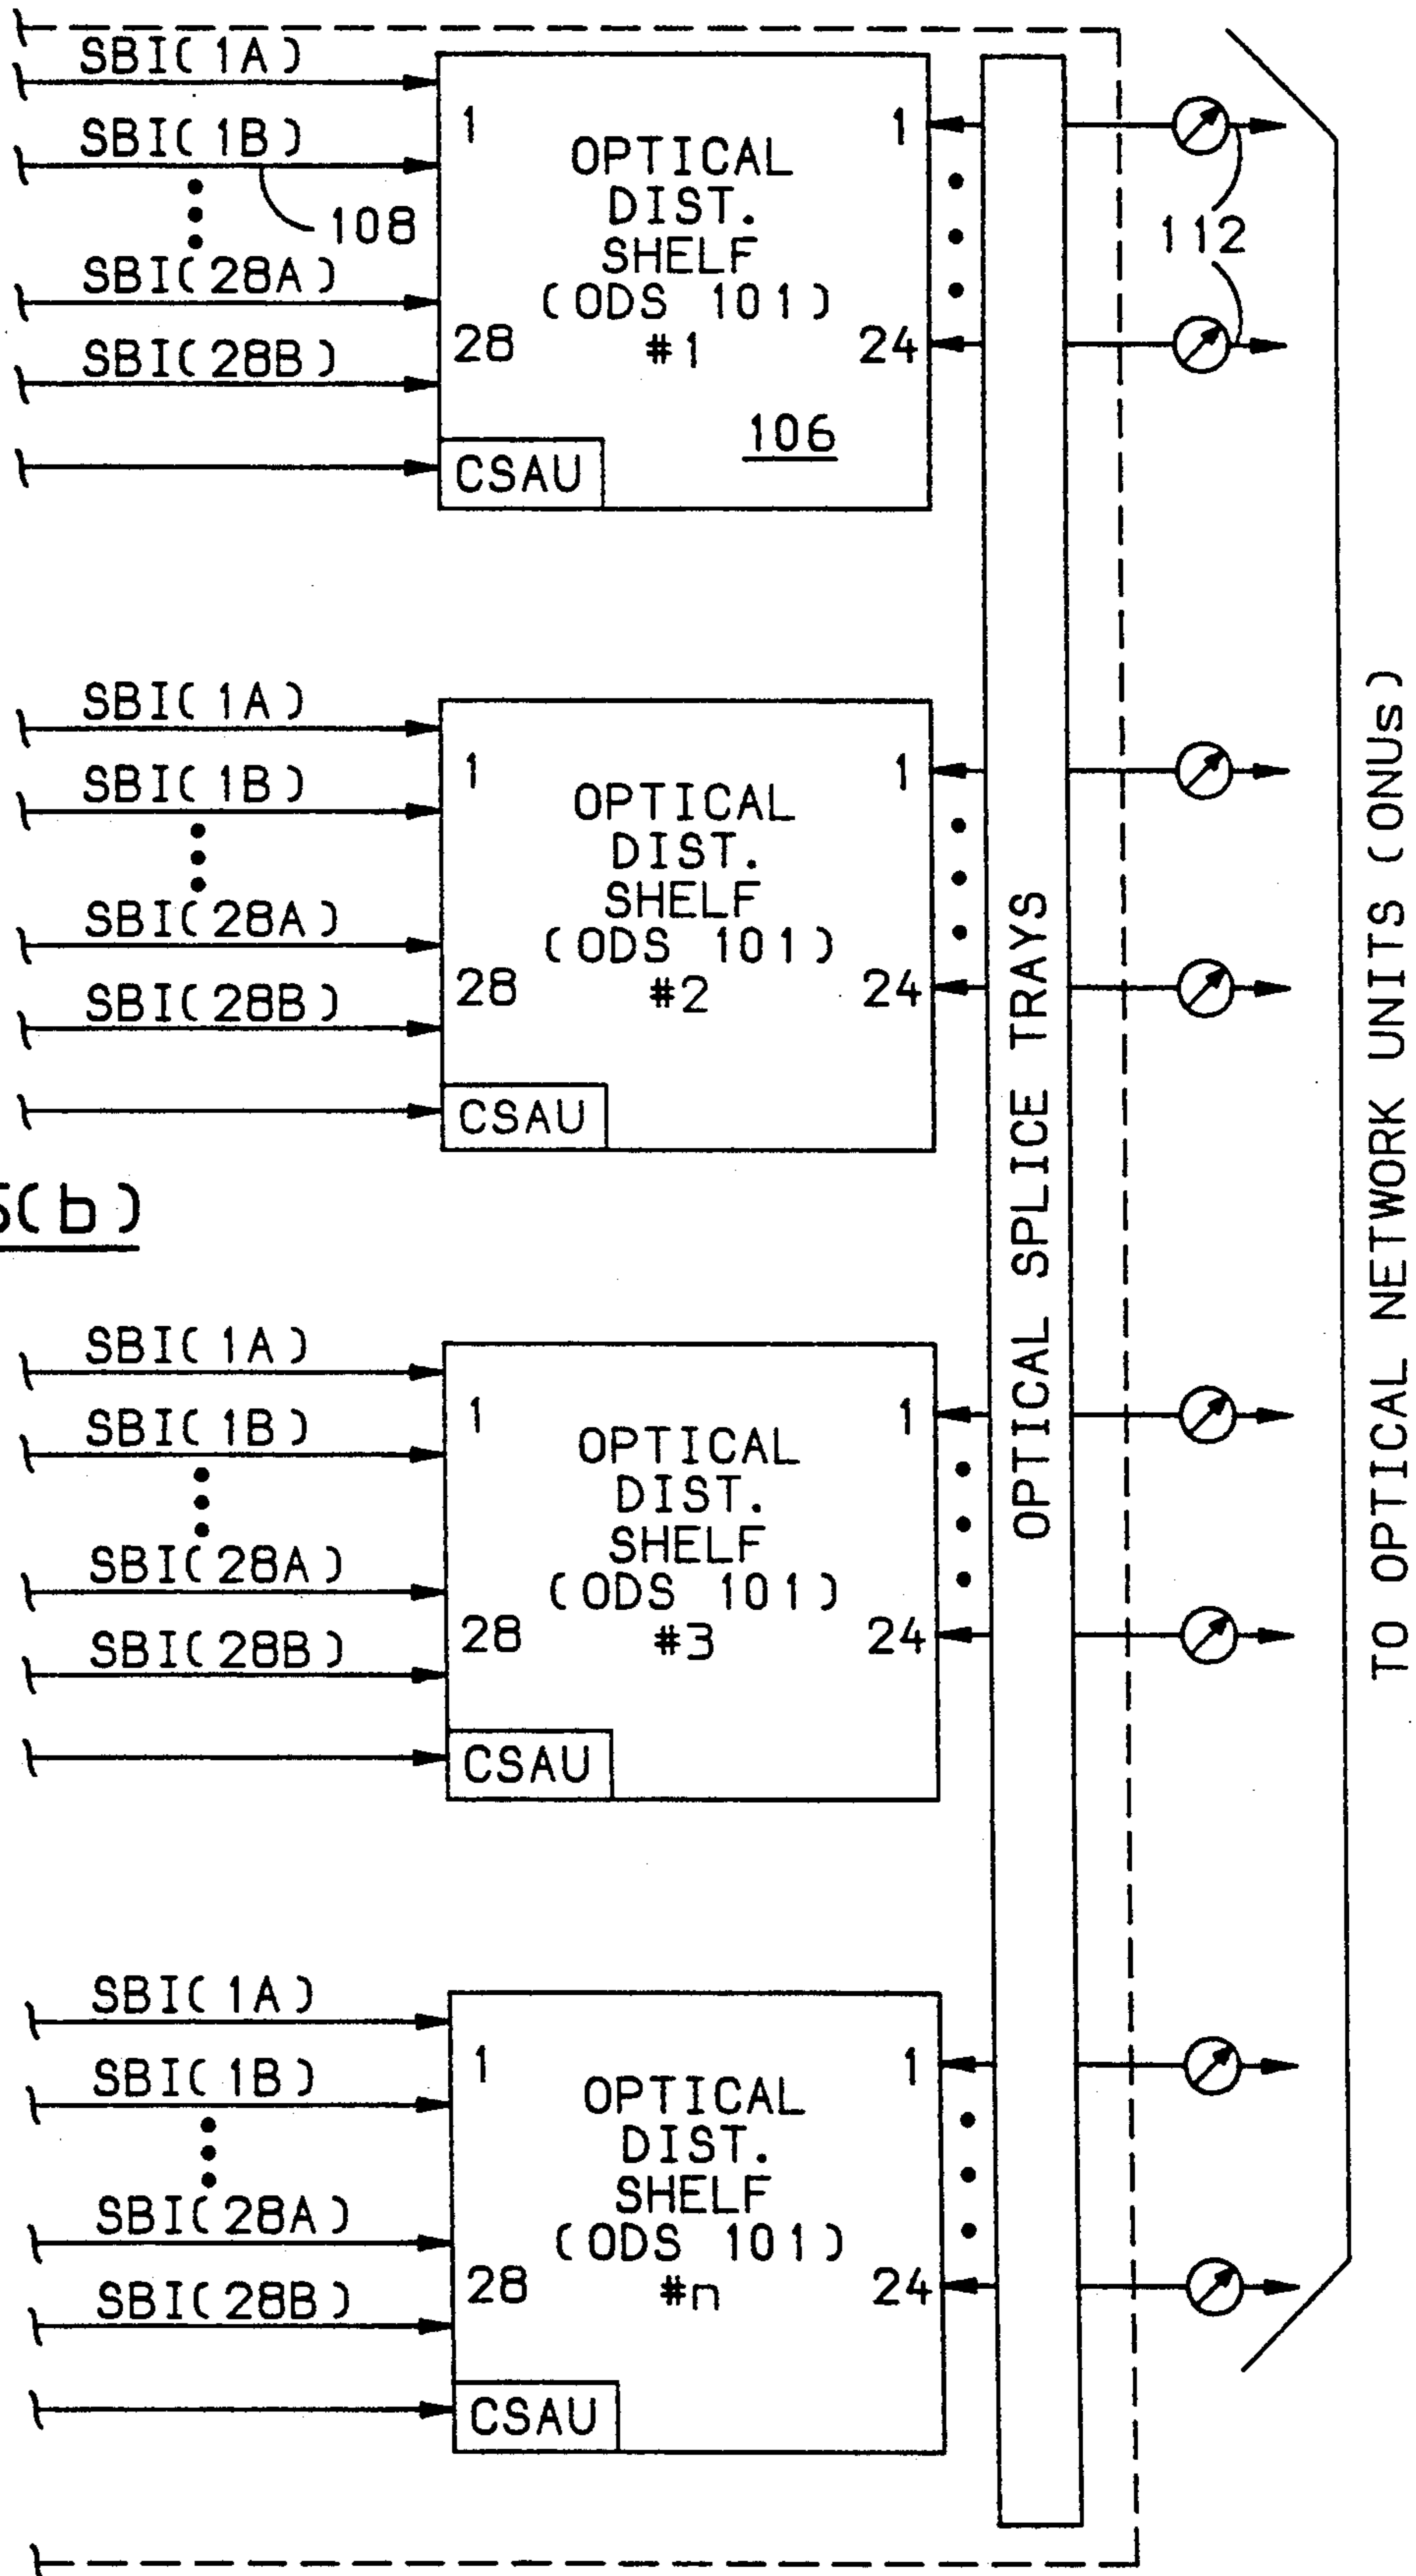 SBI(1A)
SBI(1B)
108
SBI(28A)
SBI(28B)
1
28
OPTICAL
DIST.
SHELF
(ODS 101)
#1
106
CSAU
1
24
112
SBI(1A)
SBI(1B)
SBI(28A)
SBI(28B)
1
28
OPTICAL
DIST.
SHELF
(ODS 101)
#2
CSAU
1
24
(b)
SBI(1A)
SBI(1B)
SBI(28A)
SBI(28B)
1
28
OPTICAL
DIST.
SHELF
(ODS 101)
#3
CSAU
1
24
SBI(1A)
SBI(1B)
SBI(28A)
SBI(28B)
1
28
OPTICAL
DIST.
SHELF
(ODS 101)
#n
CSAU
1
24
OPTICAL SPLICE TRAYS
TO OPTICAL NETWORK UNITS (ONUs)